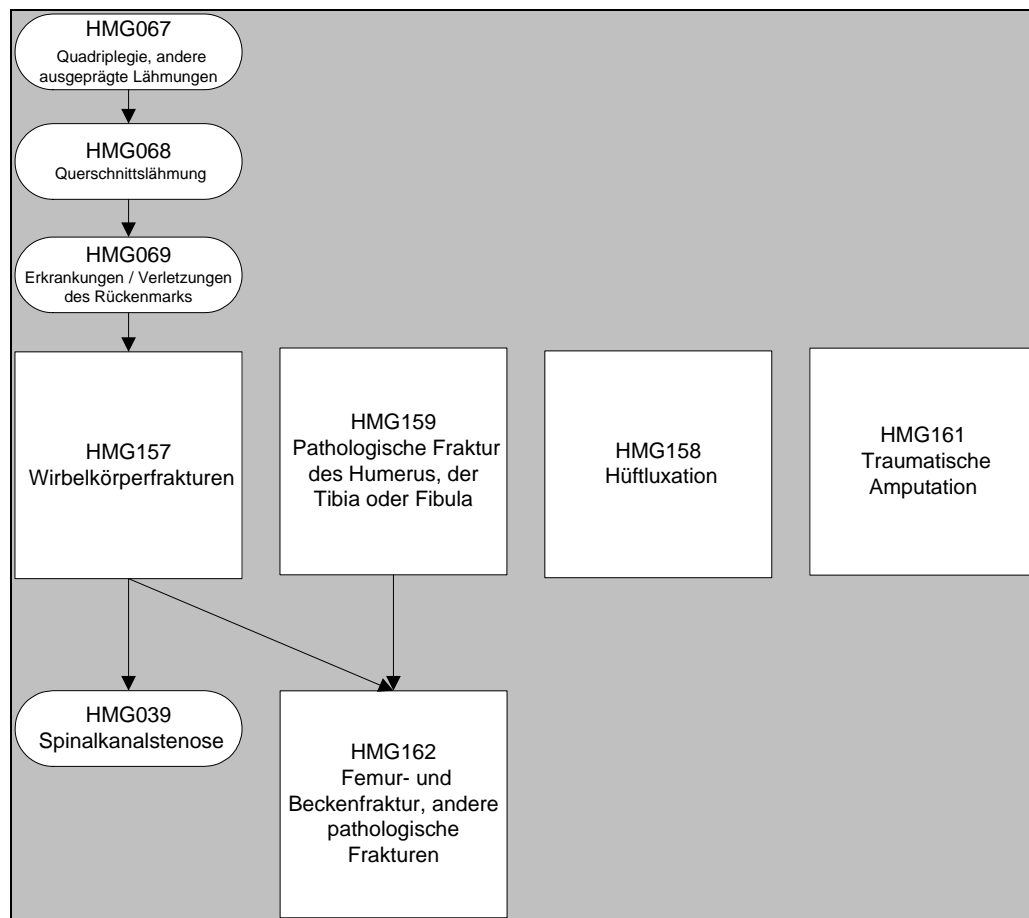 HMG067
Quadriplegie, andere
ausgeprägte Lähmungen
HMG068
Querschnittslähmung
HMG069
Erkrankungen / Verletzungen
des Rückenmarks
HMG157
Wirbelkörperfrakturen
HMG159
Pathologische Fraktur
des Humerus, der
Tibia oder Fibula
HMG158
Hüftluxation
HMG161
Traumatische
Amputation
HMG039
Spinalkanalstenose
HMG162
Femur- und
Beckenfraktur, andere
pathologische
Frakturen